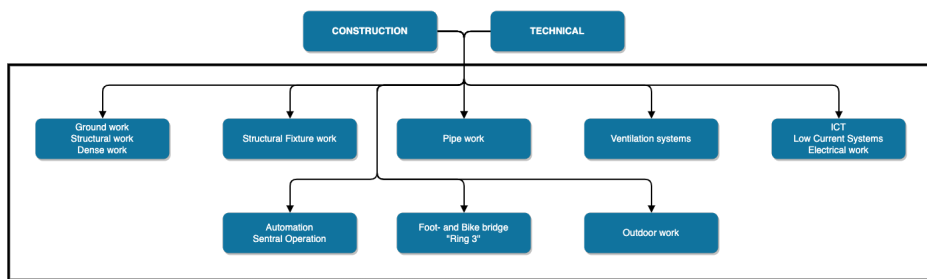 CONSTRUCTION
TECHNICAL
Ground work
Structural work
Dense work
Structural Fixture work
Pipe work
Ventilation systems
ICT
Low Current Systems
Electrical work
Automation
Sentral Operation
Foot- and Bike bridge
"Ring 3"
Outdoor work